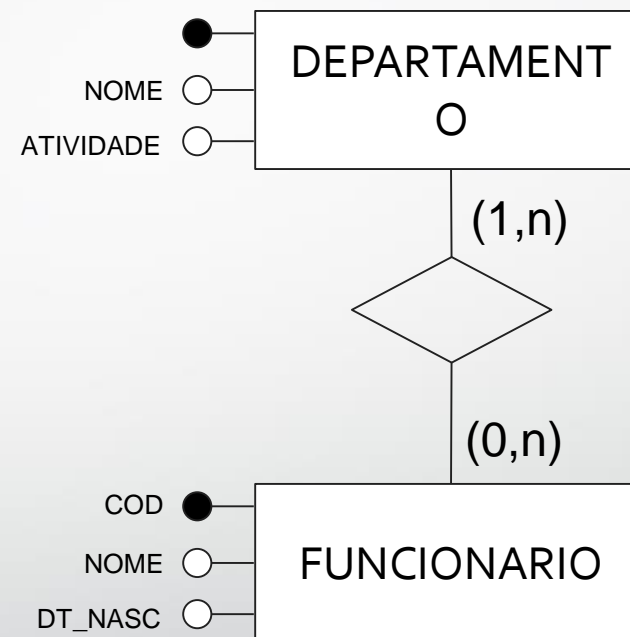 DEPARTAMENT
O
NOME
ATIVIDADE
(1,n)
(0,n)
COD
NOME
DT_NASC
FUNCIONARIO